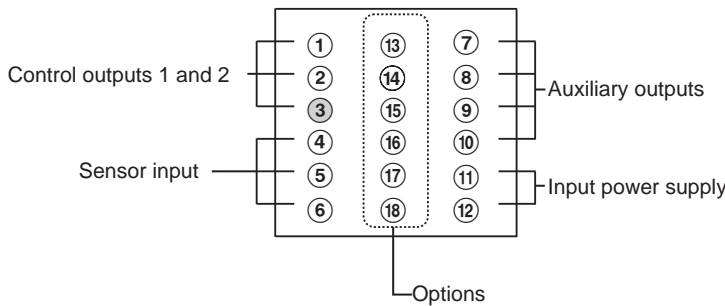 1 13 7
Control outputs 1 and 2 2 14 8
Auxiliary outputs
3 15 9
4 16 10
Sensor input 5 17 11
Input power supply
6 18 12
Options